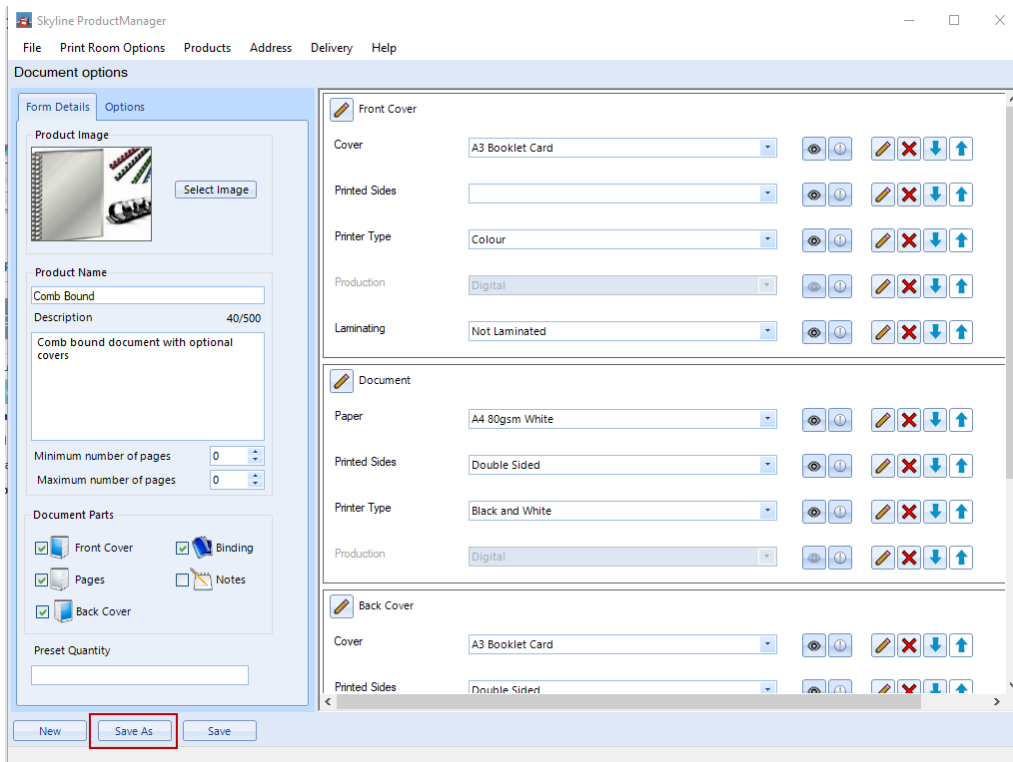 Skyline ProductManager
File Print Room Options Products Address Delivery Help
Document options
Form Details Options
Product Image
Select Image
Product Name
Comb Bound
Description 40/500
Comb bound document with optional
covers
Minimum number of pages 0
Maximum number of pages 0
Document Parts
Front Cover Binding
Pages Notes
Back Cover
Preset Quantity
Front Cover
Cover A3 Booklet Card
Printed Sides
Printer Type Colour
Production Digital
Laminating Not Laminated
Document
Paper A4 80gsm White
Printed Sides Double Sided
Printer Type Black and White
Production Digital
Back Cover
Cover A3 Booklet Card
Printed Sides Double Sided
New Save As Save